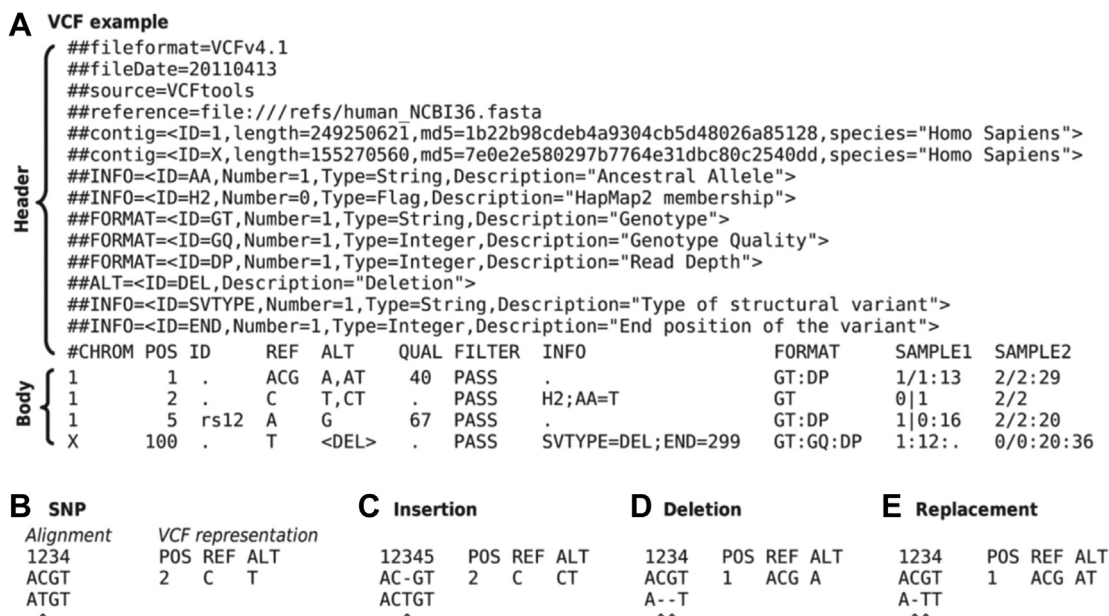 A VCF example
##fileformat=VCFv4.1
##fileDate=20110413
##source=VCFtools
##reference=file:///refs/human_NCBI36.fasta
##contig=<ID=1,length=249250621,md5=1b22b98cdeb4a9304cb5d48026a85128,species="Homo Sapiens">
##contig=<ID=X,length=155270560,md5=7e0e2e580297b7764e31dbc80c2540dd,species="Homo Sapiens">
##INFO=<ID=AA,Number=1,Type=String,Description="Ancestral Allele">
##INFO=<ID=H2,Number=0,Type=Flag,Description="HapMap2 membership">
##FORMAT=<ID=GT,Number=1,Type=String,Description="Genotype">
##FORMAT=<ID=GQ,Number=1,Type=Integer,Description="Genotype Quality">
##FORMAT=<ID=DP,Number=1,Type=Integer,Description="Read Depth">
##ALT=<ID=DEL,Description="Deletion">
##INFO=<ID=SVTYPE,Number=1,Type=String,Description="Type of structural variant">
##INFO=<ID=END,Number=1,Type=Integer,Description="End position of the variant">
Header
#CHROM POS ID REF ALT QUAL FILTER INFO FORMAT SAMPLE1 SAMPLE2
1 1 . ACG A,AT 40 PASS . GT:DP 1/1:13 2/2:29
1 2 . C T,CT . PASS H2;AA=T GT 0|1 2/2
1 5 rs12 A G 67 PASS . GT:DP 1|0:16 2/2:20
X 100 . T <DEL> . PASS SVTYPE=DEL;END=299 GT:GQ:DP 1:12:. 0/0:20:36
Body
B SNP
Alignment VCF representation
1234 POS REF ALT
ACGT 2 C T
ATGT
^
C Insertion
12345 POS REF ALT
AC-GT 2 C CT
ACTGT
^
D Deletion
1234 POS REF ALT
ACGT 1 ACG A
A--T
^^
E Replacement
1234 POS REF ALT
ACGT 1 ACG AT
A-TT
^^